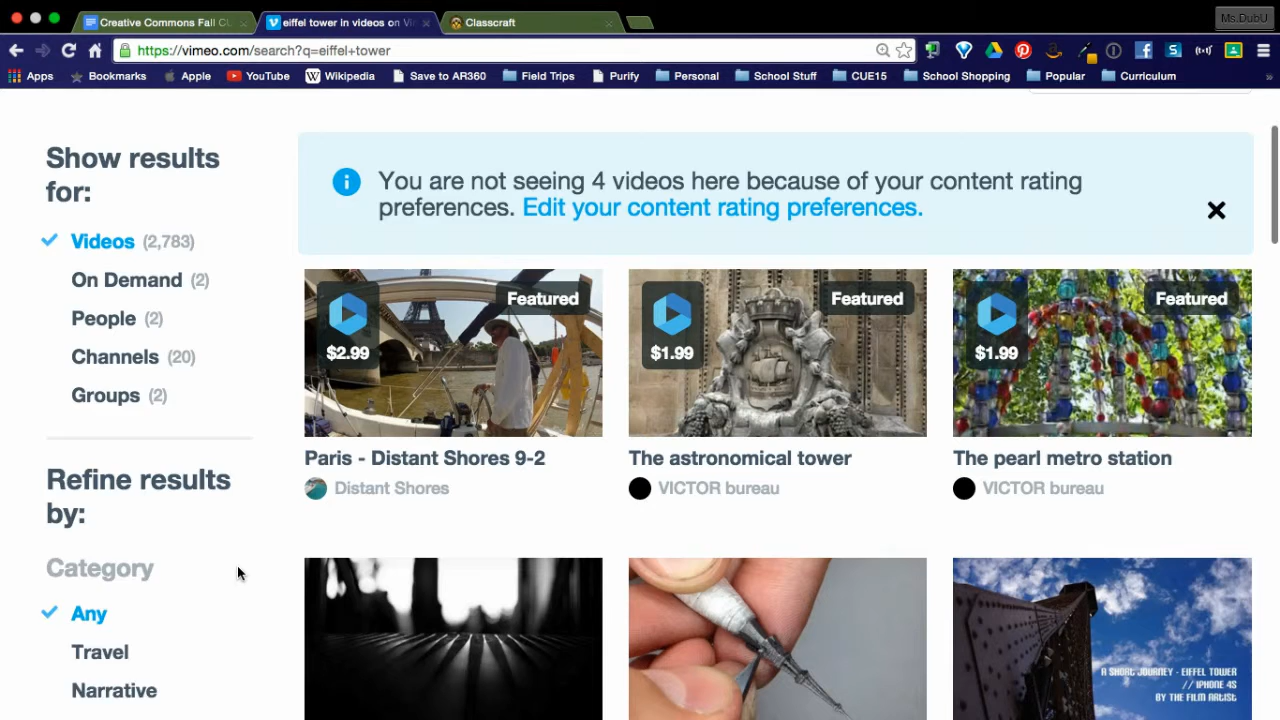 Creative Commons Fall C
eiffel tower in videos on Vi
Classcraft
Ms.DubU
https://vimeo.com/search?q=eiffel+tower
Apps
Bookmarks
Apple
YouTube
Wikipedia
Save to AR360
Field Trips
Purify
Personal
School Stuff
CUE15
School Shopping
Popular
Curriculum
»
Show results
for:
Videos (2,783)
On Demand (2)
People (2)
Channels (20)
Groups (2)
Refine results
by:
Category
Any
Travel
Narrative
You are not seeing 4 videos here because of your content rating
preferences. Edit your content rating preferences.
$2.99
Featured
Paris - Distant Shores 9-2
Distant Shores
$1.99
Featured
The astronomical tower
VICTOR bureau
$1.99
Featured
The pearl metro station
VICTOR bureau
A SHORT JOURNEY - EIFFEL TOWER
// IPHONE 4S
BY THE FILM ARTIST